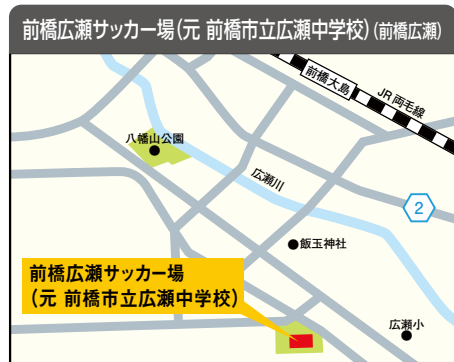 前橋広瀬サッカー場(元 前橋市立広瀬中学校)(前橋広瀬)
前橋大島
JR両毛線
八幡山公園
広瀬川
2
飯玉神社
前橋広瀬サッカー場
(元 前橋市立広瀬中学校)
広瀬小